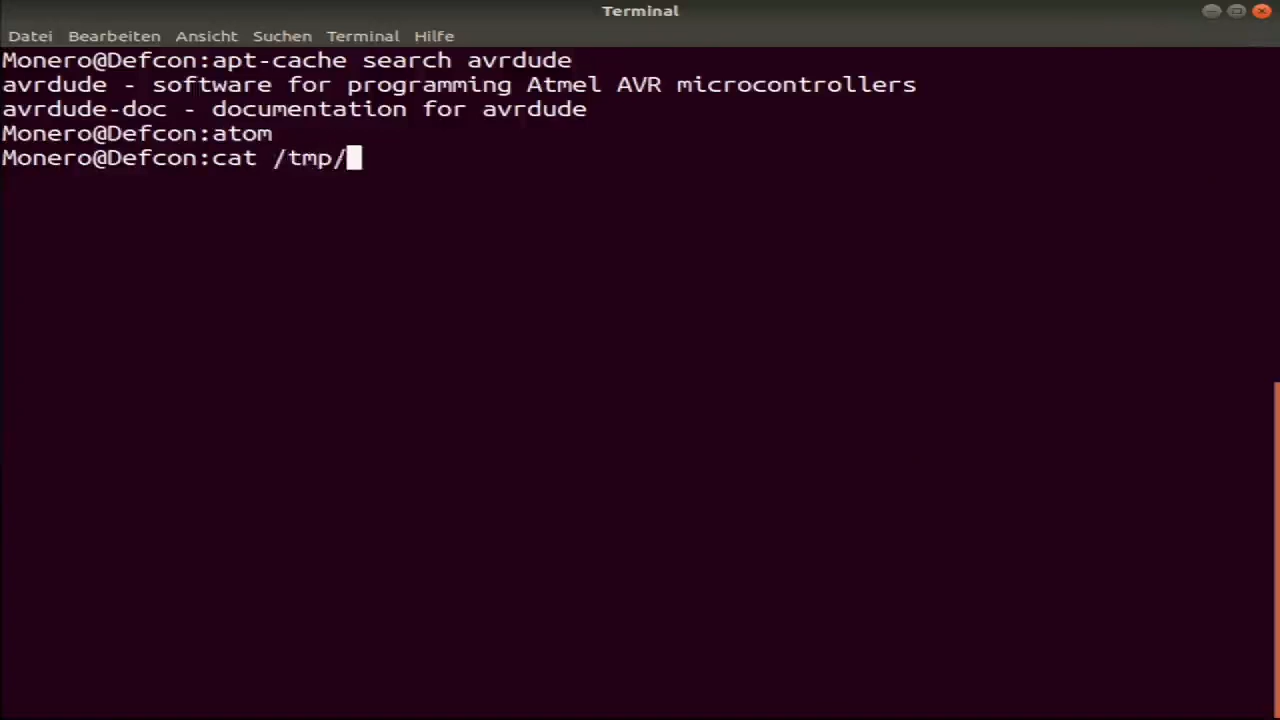 Terminal
Datei Bearbeiten Ansicht Suchen Terminal Hilfe
Monero@Defcon:apt-cache search avrdude
avrdude - software for programming Atmel AVR microcontrollers
avrdude-doc - documentation for avrdude
Monero@Defcon:atom
Monero@Defcon:cat /tmp/